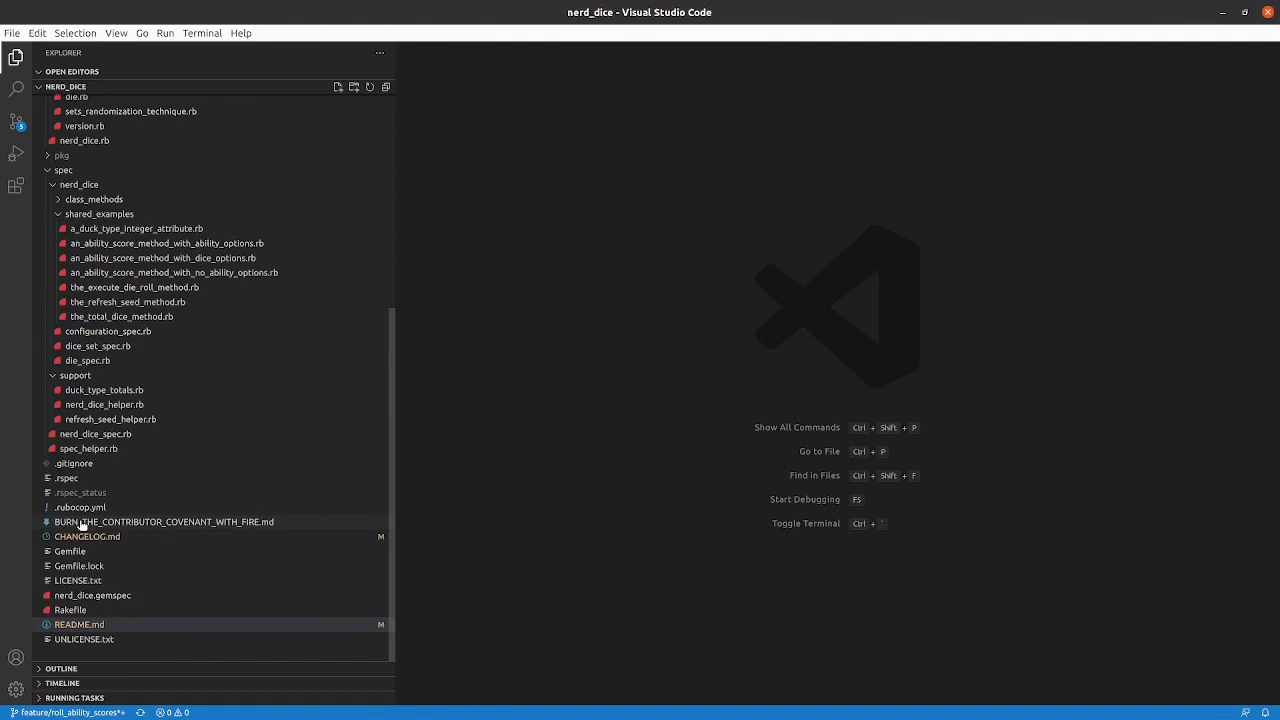 nerd_dice - Visual Studio Code
File Edit Selection View Go Run Terminal Help
EXPLORER
OPEN EDITORS
NERD_DICE
die.rb
sets_randomization_technique.rb
version.rb
nerd_dice.rb
pkg
spec
nerd_dice
class_methods
shared_examples
a_duck_type_integer_attribute.rb
an_ability_score_method_with_ability_options.rb
an_ability_score_method_with_dice_options.rb
an_ability_score_method_with_no_ability_options.rb
the_execute_die_roll_method.rb
the_refresh_seed_method.rb
the_total_dice_method.rb
configuration_spec.rb
dice_set_spec.rb
die_spec.rb
support
duck_type_totals.rb
nerd_dice_helper.rb
refresh_seed_helper.rb
nerd_dice_spec.rb
spec_helper.rb
.gitignore
.rspec
.rspec_status
.rubocop.yml
BURN_THE_CONTRIBUTOR_COVENANT_WITH_FIRE.md
CHANGELOG.md M
Gemfile
Gemfile.lock
LICENSE.txt
nerd_dice.gemspec
Rakefile
README.md M
UNLICENSE.txt
OUTLINE
TIMELINE
RUNNING TASKS
5
Show All Commands Ctrl + Shift + P
Go to File Ctrl + P
Find in Files Ctrl + Shift + F
Start Debugging F5
Toggle Terminal Ctrl + `
feature/roll_ability_scores*+ 0 0